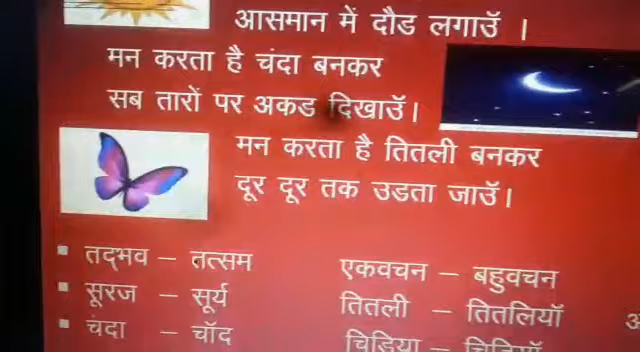 आसमान में दौड लगाउॅ ।
मन करता है चंदा बनकर
सब तारों पर अकड दिखाउॅ।
मन करता है तितली बनकर
दूर दूर तक उडता जाउॅ।
तद्भव – तत्सम
सूरज – सूर्य
चंदा – चॉद
एकवचन – बहुवचन
तितली – तितलियॉ
चिडिया –